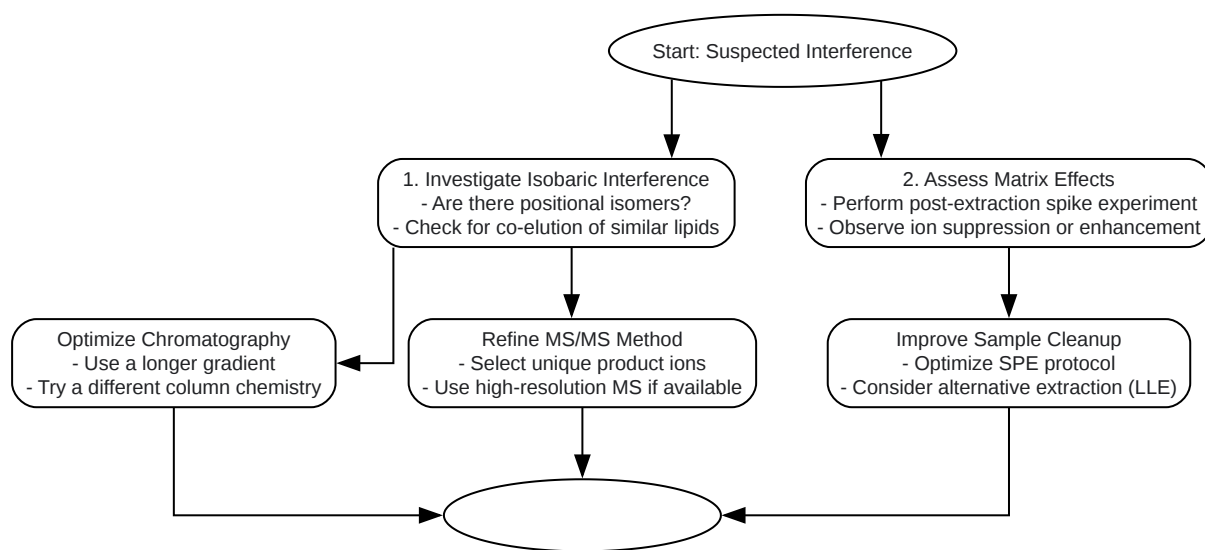 Start: Suspected Interference
1. Investigate Isobaric Interference
- Are there positional isomers?
- Check for co-elution of similar lipids
2. Assess Matrix Effects
- Perform post-extraction spike experiment
- Observe ion suppression or enhancement
Optimize Chromatography
- Use a longer gradient
- Try a different column chemistry
Refine MS/MS Method
- Select unique product ions
- Use high-resolution MS if available
Improve Sample Cleanup
- Optimize SPE protocol
- Consider alternative extraction (LLE)